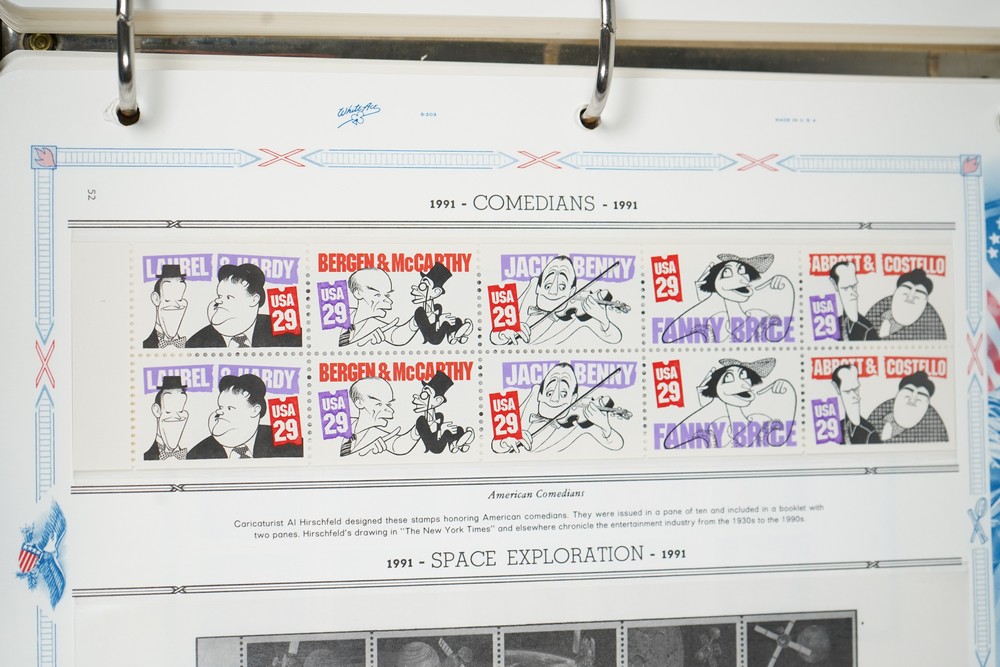 White Ace
MADE IN U.S.A.
52
1991 - COMEDIANS - 1991
LAUREL & HARDY
USA
29
BERGEN & McCARTHY
USA
29
JACK BENNY
USA
29
USA
29
FANNY BRICE
ABBOTT & COSTELLO
USA
29
LAUREL & HARDY
USA
29
BERGEN & McCARTHY
USA
29
JACK BENNY
USA
29
USA
29
FANNY BRICE
ABBOTT & COSTELLO
USA
29
American Comedians
Caricaturist Al Hirschfeld designed these stamps honoring American comedians. They were issued in a pane of ten and included in a booklet with
two panes. Hirschfeld's drawing in "The New York Times" and elsewhere chronicle the entertainment industry from the 1930s to the 1990s.
1991 - SPACE EXPLORATION - 1991